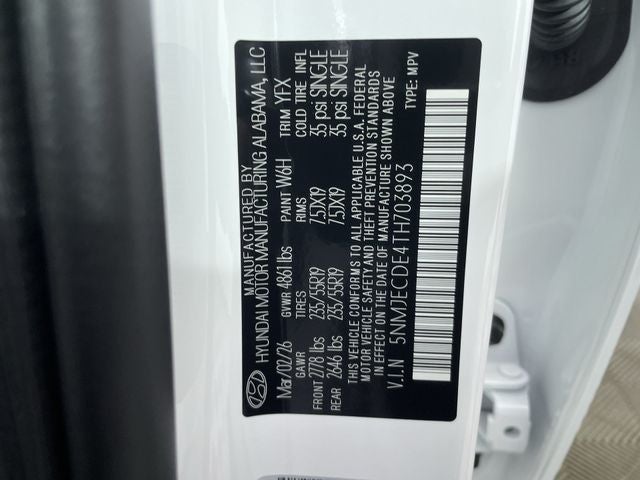 MANUFACTURED BY
HYUNDAI MOTOR MANUFACTURING ALABAMA, LLC
Mar/02/26 GVWR 4861 lbs PAINT W6H TRIM YFX
GAWR TIRES RIMS COLD TIRE INFL
FRONT 2778 lbs 235/55R19 7.5JX19 35 psi SINGLE
REAR 2646 lbs 235/55R19 7.5JX19 35 psi SINGLE
THIS VEHICLE CONFORMS TO ALL APPLICABLE U.S.A. FEDERAL
MOTOR VEHICLE SAFETY AND THEFT PREVENTION STANDARDS
IN EFFECT ON THE DATE OF MANUFACTURE SHOWN ABOVE
V.I.N 5NMJECDE4TH703893 TYPE: MPV